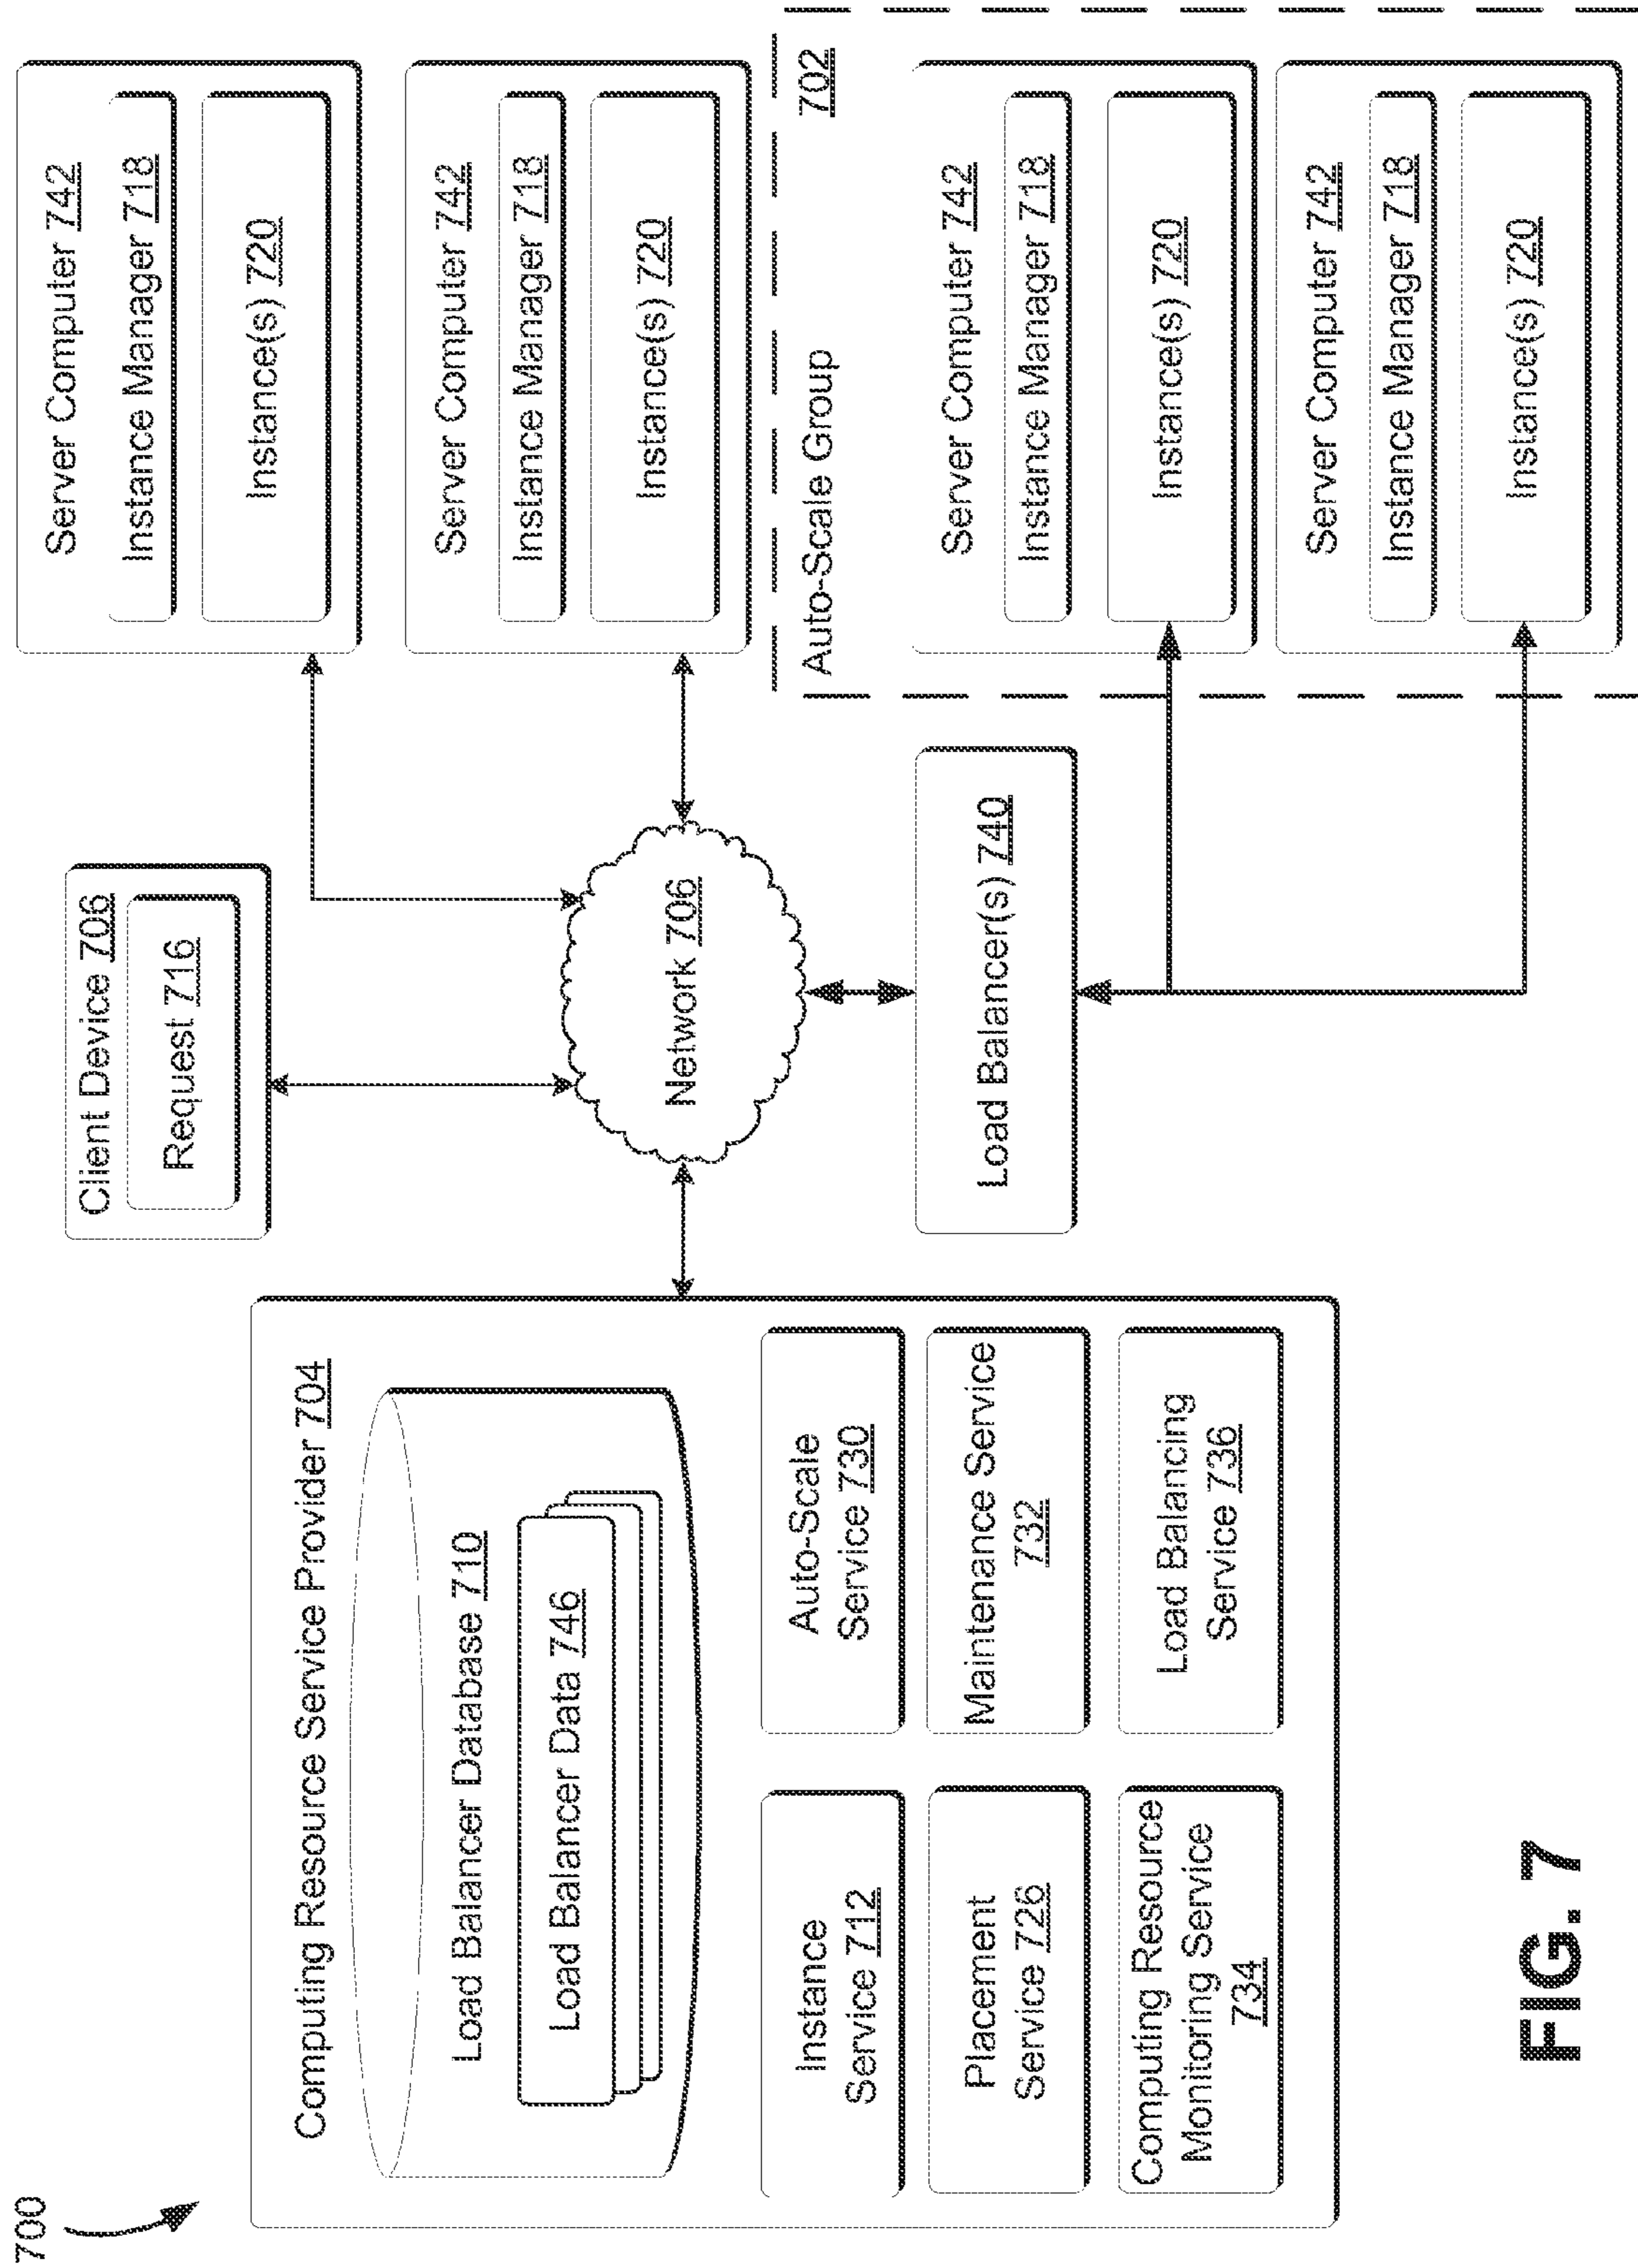 700
Computing Resource Service Provider 704
Load Balancer Database 710
Load Balancer Data 746
Instance
Service 712
Auto-Scale
Service 730
Placement
Service 726
Maintenance Service
732
Computing Resource
Monitoring Service
734
Load Balancing
Service 736
Client Device 706
Request 716
Network 706
Load Balancer(s) 740
Server Computer 742
Instance Manager 718
Instance(s) 720
Server Computer 742
Instance Manager 718
Instance(s) 720
Auto-Scale Group 702
Server Computer 742
Instance Manager 718
Instance(s) 720
Server Computer 742
Instance Manager 718
Instance(s) 720
FIG. 7